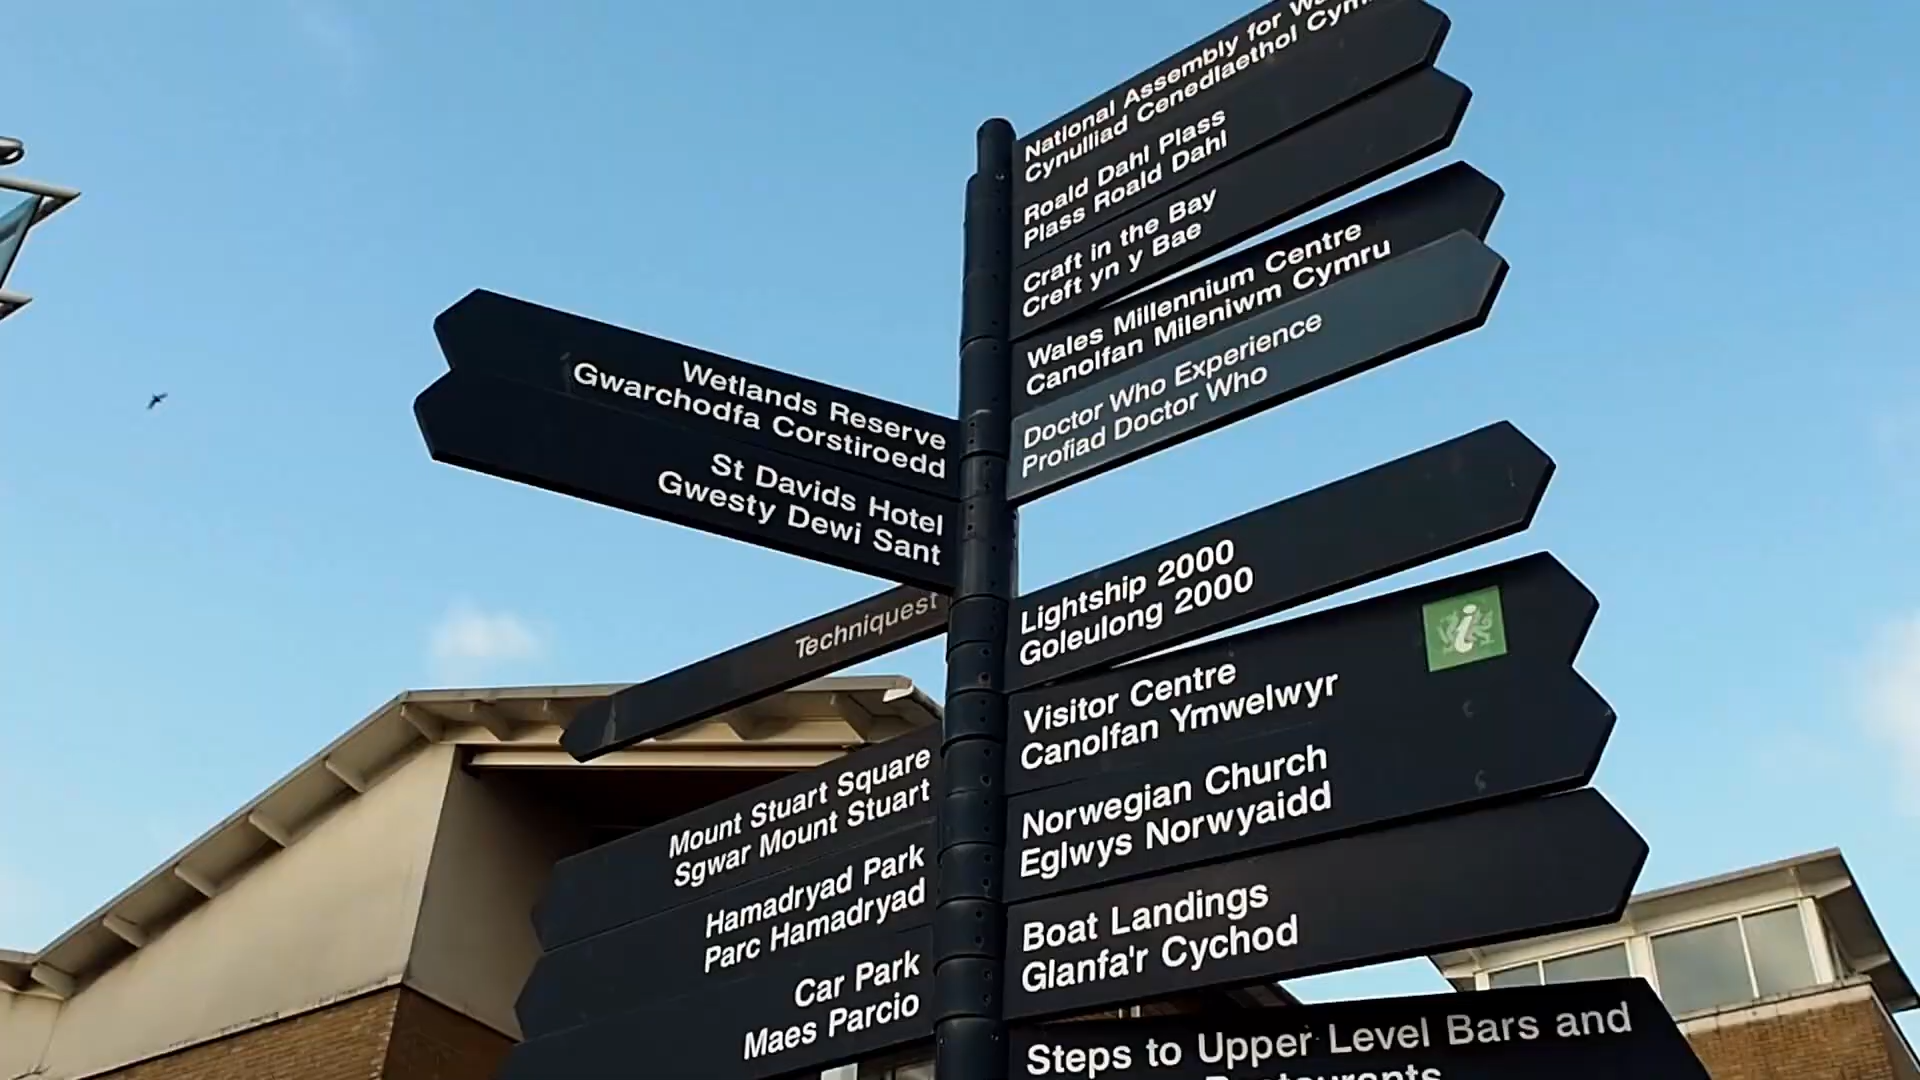 National Assembly for
Cynulliad Cenedlaethol
Roald Dahl Plass
Plass Roald Dahl
Craft in the Bay
Creft yn y Bae
Wales Millennium Centre
Canolfan Mileniwm Cymru
Doctor Who Experience
Profiad Doctor Who
Wetlands Reserve
Gwarchodfa Corstiroedd
St Davids Hotel
Gwesty Dewi Sant
Techniquest
Lightship 2000
Goleulong 2000
i
Visitor Centre
Canolfan Ymwelwyr
Norwegian Church
Eglwys Norwyaidd
Boat Landings
Glanfa'r Cychod
Mount Stuart Square
Sgwar Mount Stuart
Hamadryad Park
Parc Hamadryad
Car Park
Maes Parcio
Steps to Upper Level Bars and
Restaurants